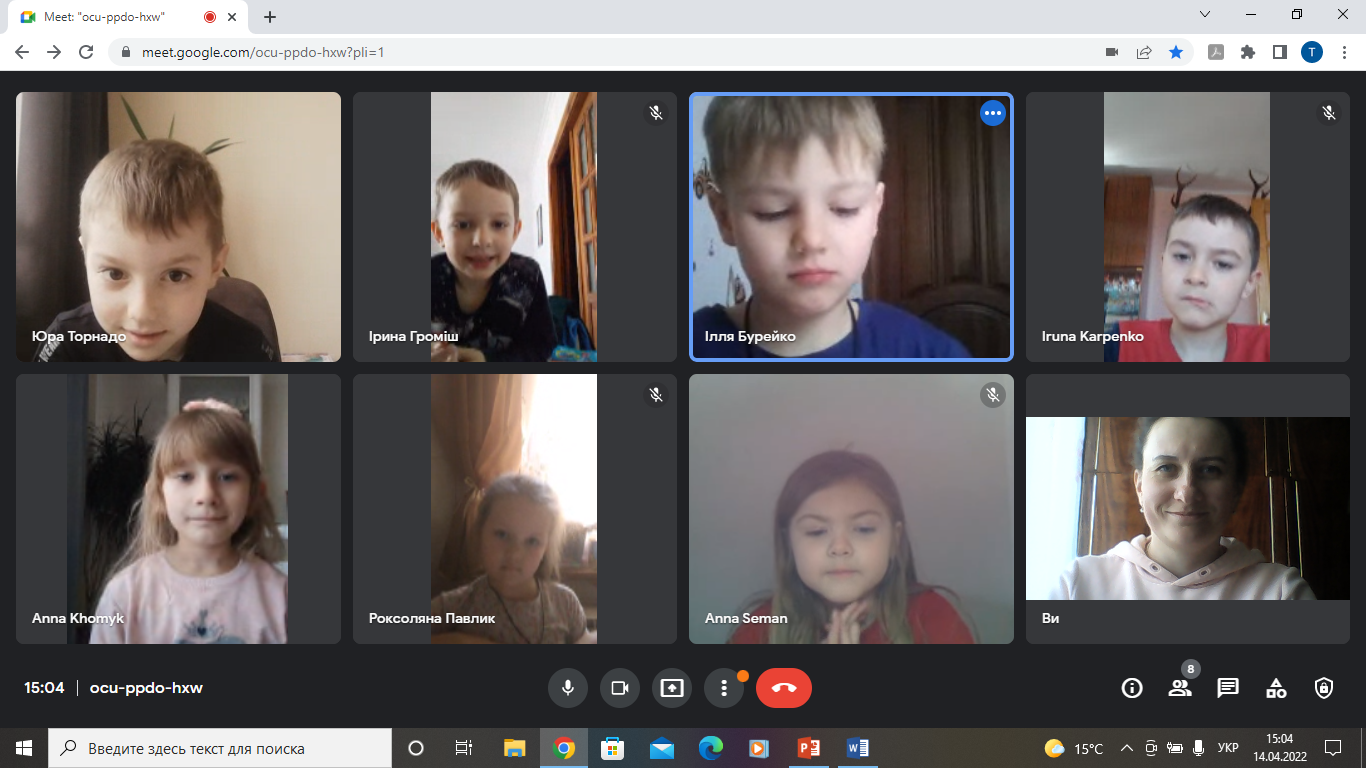 Meet: "ocu-ppdo-hxw"
meet.google.com/ocu-ppdo-hxw?pli=1
T
Юра Торнадо
Ірина Громіш
Ілля Бурейко
Iruna Karpenko
Anna Khomyk
Роксоляна Павлик
Anna Seman
Ви
15:04 | ocu-ppdo-hxw
8
Введите здесь текст для поиска
15°C
УКР
15:04
14.04.2022